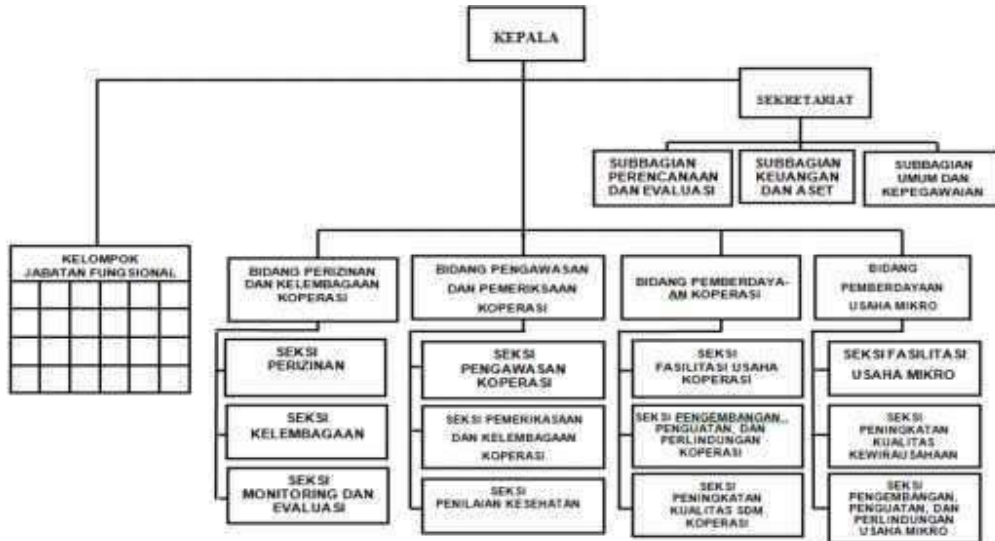 KEPALA
SEKRETARIAT
SUBBAGIAN
PERENCANAAN
DAN EVALUASI
SUBBAGIAN
KEUANGAN
DAN ASET
SUBBAGIAN
UMUM DAN
KEPEGAWAIAN
KELOMPOK
JABATAN FUNGSIONAL
BIDANG PERIZINAN
DAN KELEMBAGAAN
KOPERASI
SEKSI
PERIZINAN
SEKSI
KELEMBAGAAN
SEKSI
MONITORING DAN
EVALUASI
BIDANG PENGAWASAN
DAN PEMERIKSAAN
KOPERASI
SEKSI
PENGAWASAN
KOPERASI
SEKSI PEMERIKASAAN
DAN KELEMBAGAAN
KOPERASI
SEKSI
PENILAIAN KESEHATAN
BIDANG PEMBERDAYA-
AN KOPERASI
SEKSI
FASILITASI USAHA
KOPERASI
SEKSI PENGEMBANGAN,
PENGUATAN, DAN
PERLINDUNGAN
KOPERASI
SEKSI
PENINGKATAN
KUALITAS SDM
KOPERASI
BIDANG
PEMBERDAYAAN
USAHA MIKRO
SEKSI FASILITASI
USAHA MIKRO
SEKSI
PENINGKATAN
KUALITAS
KEWIRAUSAHAAN
SEKSI
PENGEMBANGAN,
PENGUATAN, DAN
PERLINDUNGAN
USAHA MIKRO